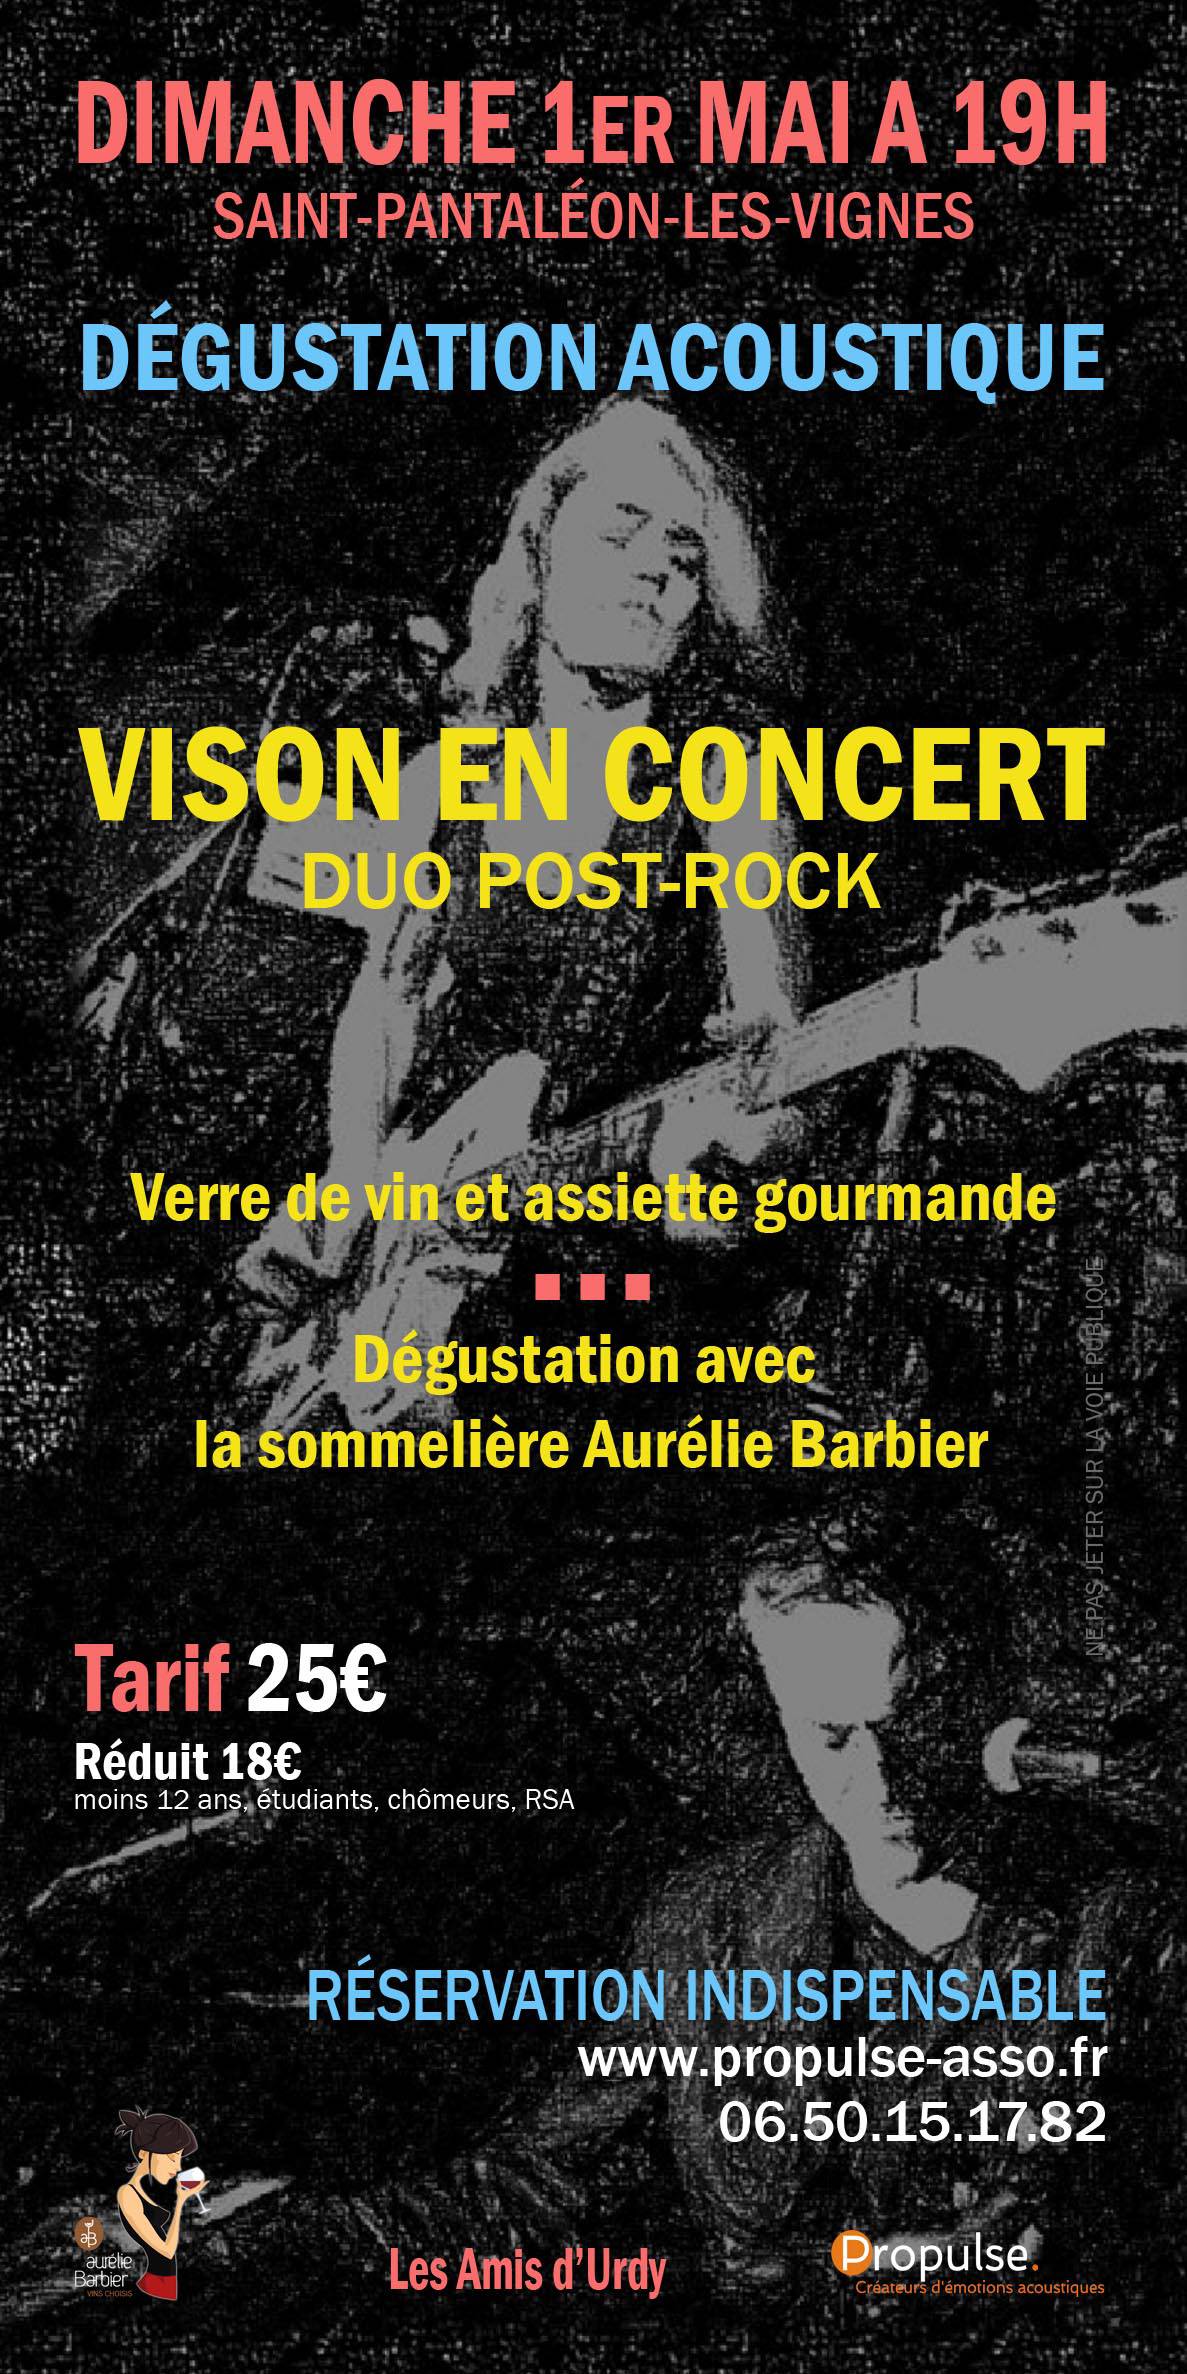 DIMANCHE 1ER MAI A 19H
SAINT-PANTALÉON-LES-VIGNES
DÉGUSTATION ACOUSTIQUE
VISON EN CONCERT
DUO POST-ROCK
Verre de vin et assiette gourmande
Dégustation avec
la sommelière Aurélie Barbier
NE PAS JETER SUR LA VOIE PUBLIQUE
Tarif 25€
Réduit 18€
moins 12 ans, étudiants, chômeurs, RSA
RÉSERVATION INDISPENSABLE
www.propulse-asso.fr
06.50.15.17.82
aB
aurélie
Barbier
VINS CHOISIS
Les Amis d'Urdy
Propulse.
Créateurs d'émotions acoustiques